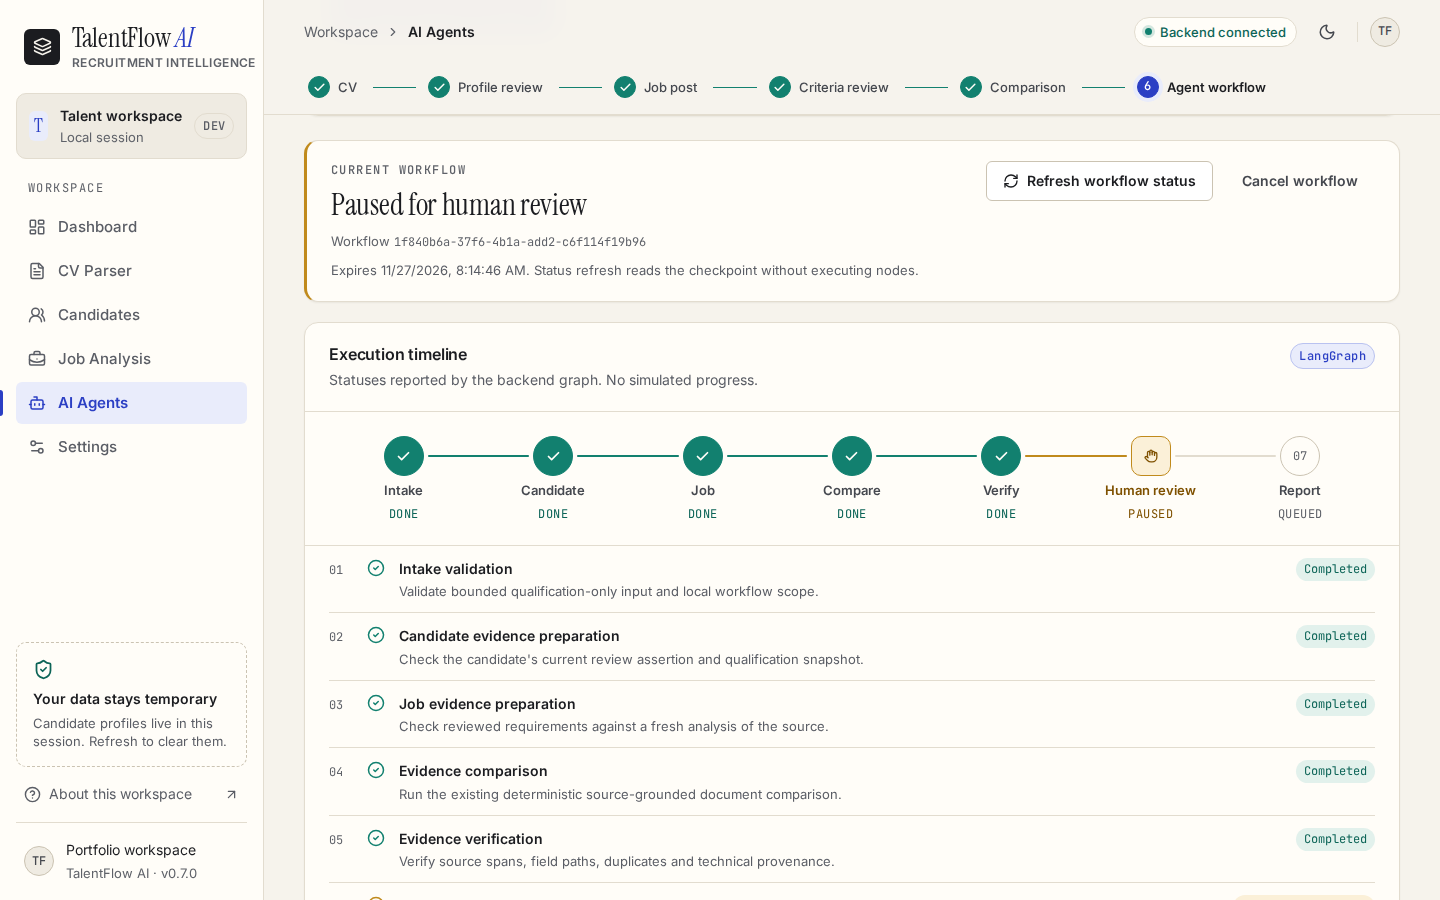 TalentFlow AI
RECRUITMENT INTELLIGENCE
T
Talent workspace
Local session
DEV
WORKSPACE
Dashboard
CV Parser
Candidates
Job Analysis
AI Agents
Settings
Your data stays temporary
Candidate profiles live in this
session. Refresh to clear them.
About this workspace
TF
Portfolio workspace
TalentFlow AI · v0.7.0
Workspace
AI Agents
Backend connected
TF
CV
Profile review
Job post
Criteria review
Comparison
6
Agent workflow
CURRENT WORKFLOW
Paused for human review
Workflow 1f840b6a-37f6-4b1a-add2-c6f114f19b96
Expires 11/27/2026, 8:14:46 AM. Status refresh reads the checkpoint without executing nodes.
Refresh workflow status
Cancel workflow
Execution timeline
Statuses reported by the backend graph. No simulated progress.
LangGraph
07
Intake
Candidate
Job
Compare
Verify
Human review
Report
DONE
DONE
DONE
DONE
DONE
PAUSED
QUEUED
01
Intake validation
Completed
Validate bounded qualification-only input and local workflow scope.
02
Candidate evidence preparation
Completed
Check the candidate's current review assertion and qualification snapshot.
03
Job evidence preparation
Completed
Check reviewed requirements against a fresh analysis of the source.
04
Evidence comparison
Completed
Run the existing deterministic source-grounded document comparison.
05
Evidence verification
Completed
Verify source spans, field paths, duplicates and technical provenance.